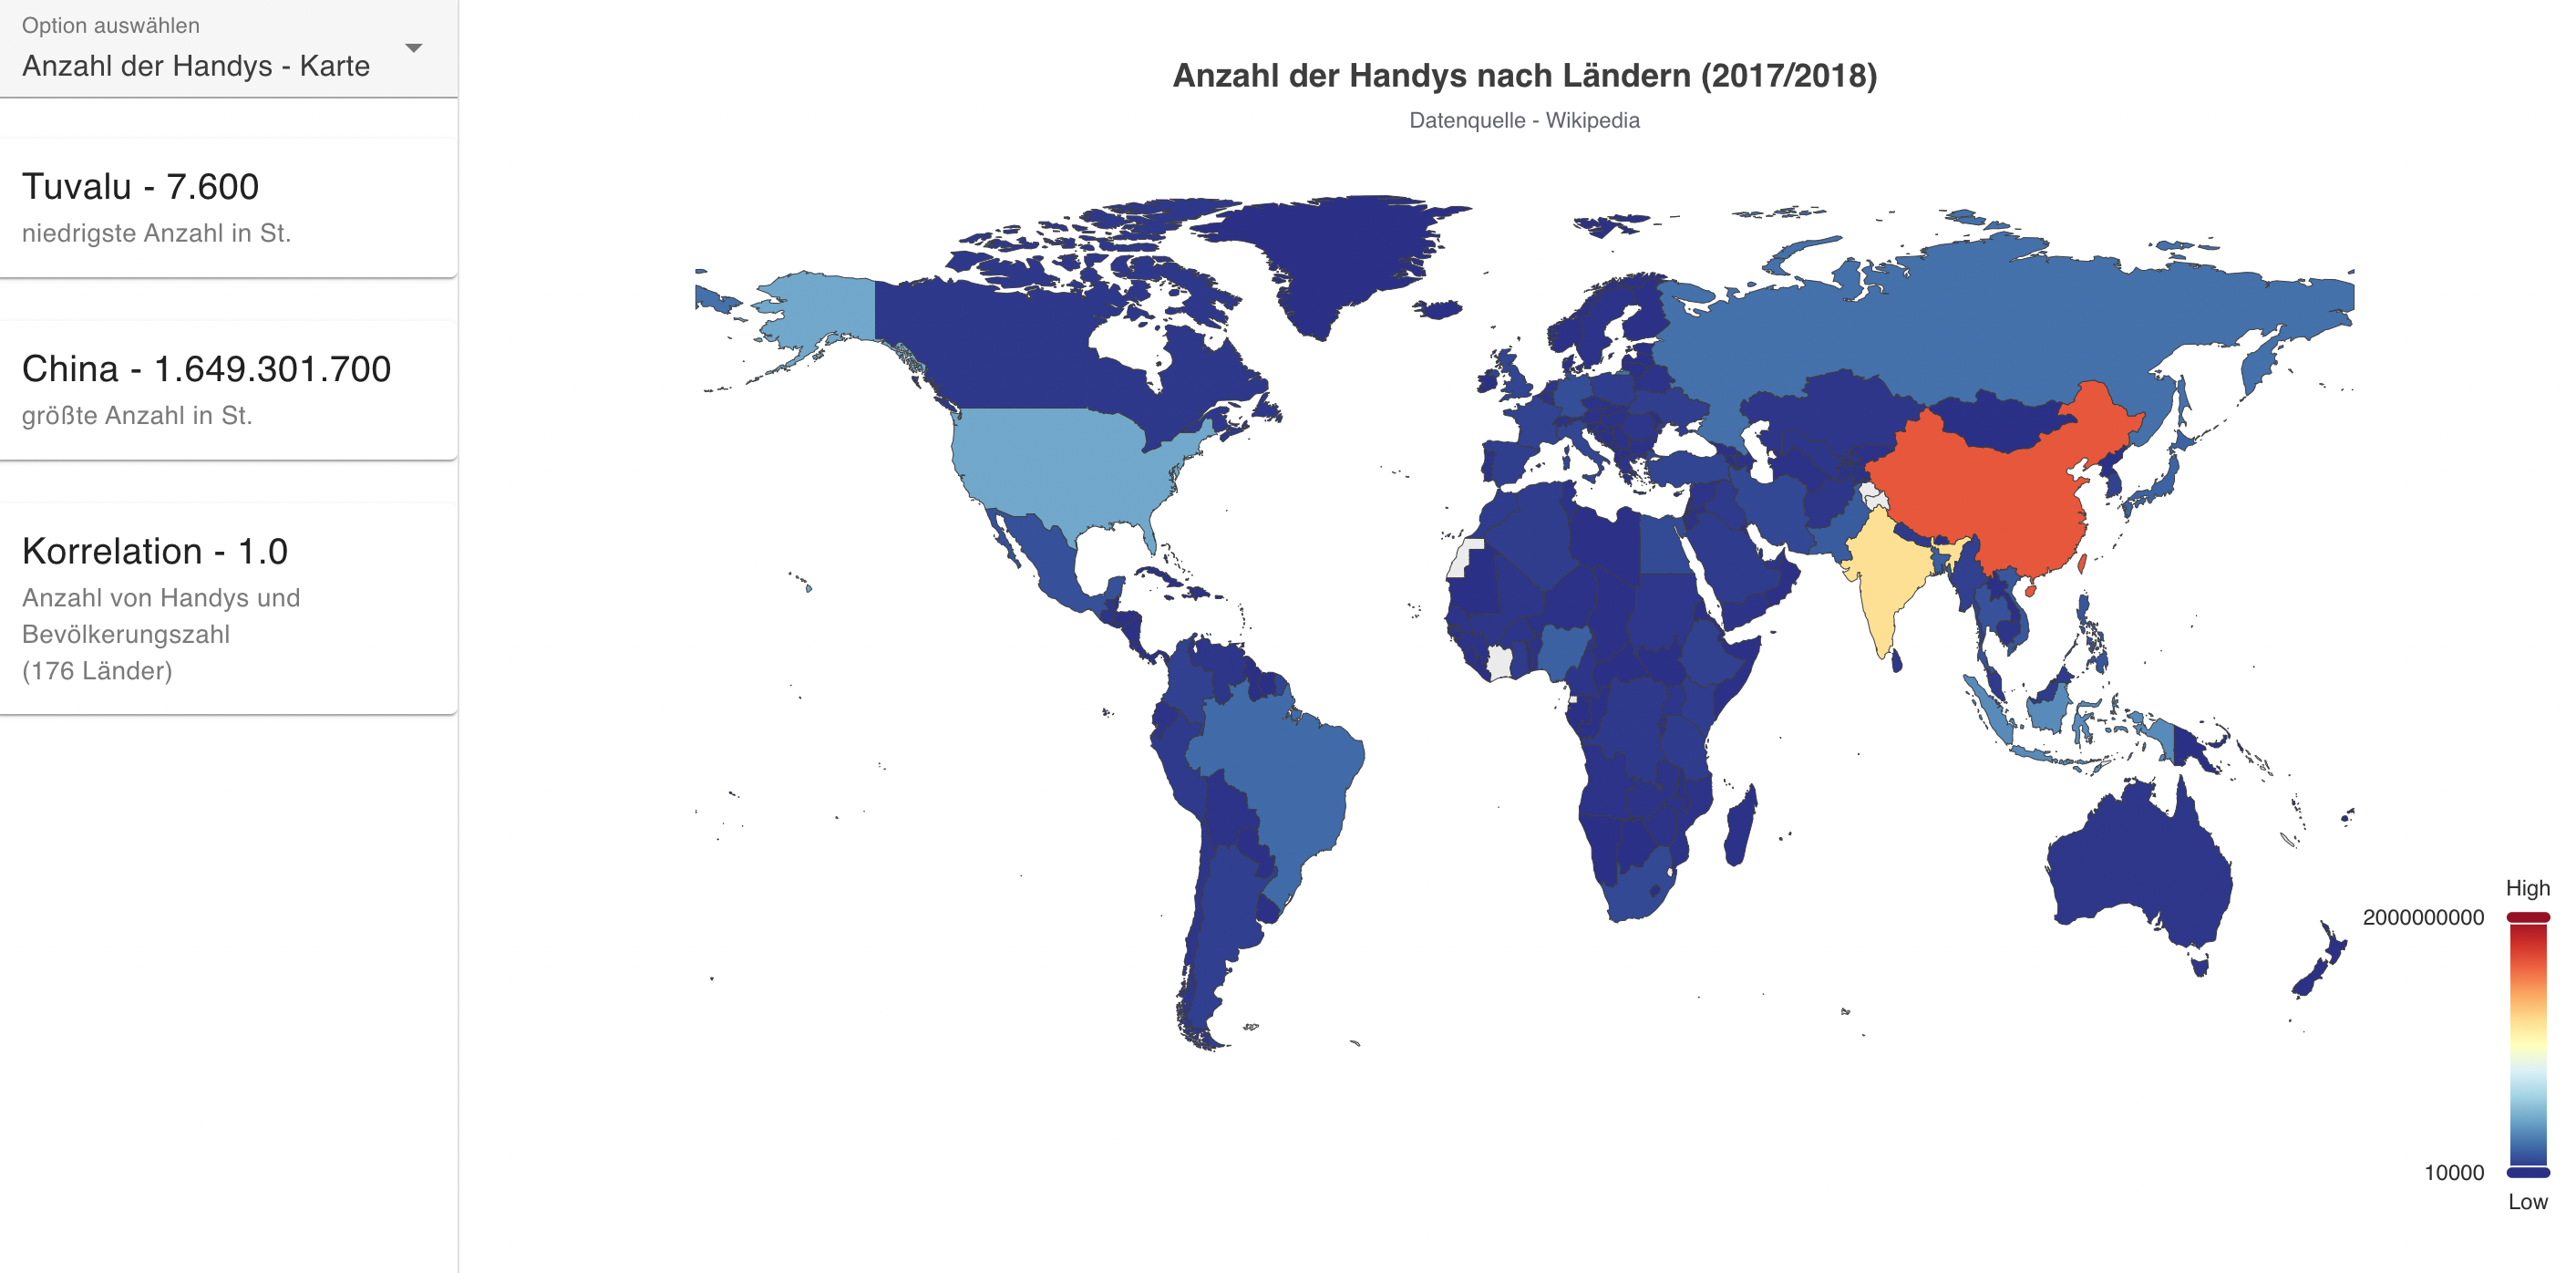 Option auswählen
Anzahl der Handys - Karte
Tuvalu - 7.600
niedrigste Anzahl in St.
China - 1.649.301.700
größte Anzahl in St.
Korrelation - 1.0
Anzahl von Handys und
Bevölkerungszahl
(176 Länder)
Anzahl der Handys nach Ländern (2017/2018)
Datenquelle - Wikipedia
High
2000000000
10000
Low